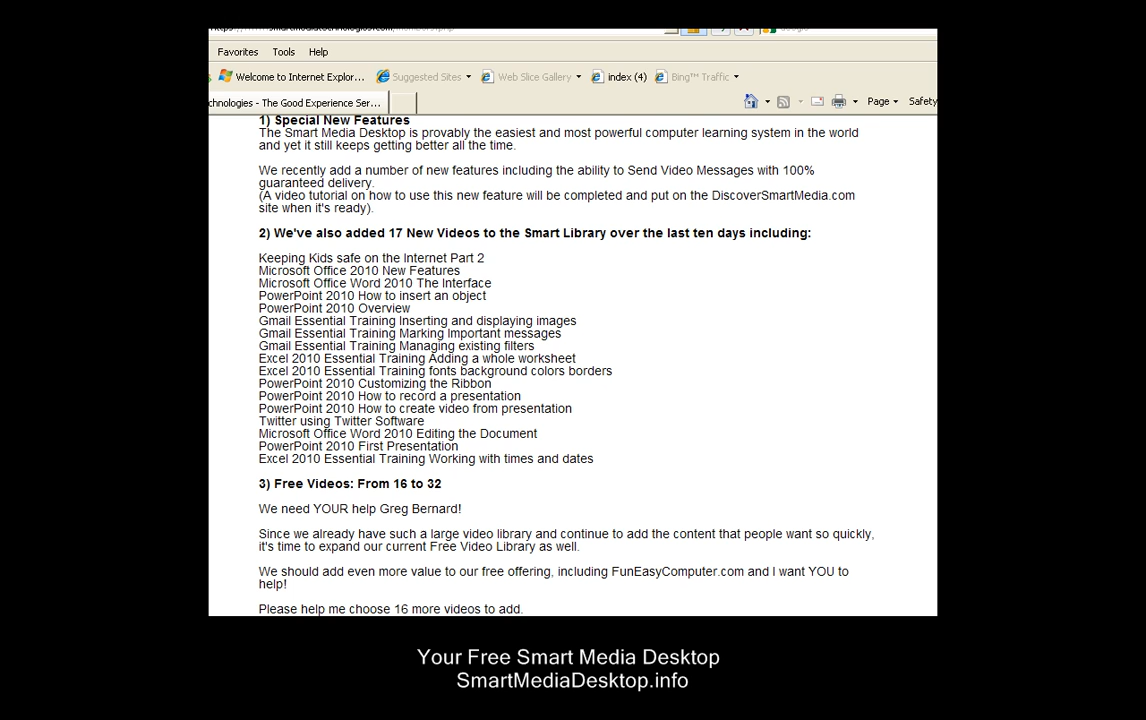 Favorites Tools Help
Welcome to Internet Explor... Suggested Sites Web Slice Gallery index (4) Bing™ Traffic
chnologies - The Good Experience Ser... Page Safety
1) Special New Features
The Smart Media Desktop is provably the easiest and most powerful computer learning system in the world
and yet it still keeps getting better all the time.
We recently add a number of new features including the ability to Send Video Messages with 100%
guaranteed delivery.
(A video tutorial on how to use this new feature will be completed and put on the DiscoverSmartMedia.com
site when it's ready).
2) We've also added 17 New Videos to the Smart Library over the last ten days including:
Keeping Kids safe on the Internet Part 2
Microsoft Office 2010 New Features
Microsoft Office Word 2010 The Interface
PowerPoint 2010 How to insert an object
PowerPoint 2010 Overview
Gmail Essential Training Inserting and displaying images
Gmail Essential Training Marking Important messages
Gmail Essential Training Managing existing filters
Excel 2010 Essential Training Adding a whole worksheet
Excel 2010 Essential Training fonts background colors borders
PowerPoint 2010 Customizing the Ribbon
PowerPoint 2010 How to record a presentation
PowerPoint 2010 How to create video from presentation
Twitter using Twitter Software
Microsoft Office Word 2010 Editing the Document
PowerPoint 2010 First Presentation
Excel 2010 Essential Training Working with times and dates
3) Free Videos: From 16 to 32
We need YOUR help Greg Bernard!
Since we already have such a large video library and continue to add the content that people want so quickly,
it's time to expand our current Free Video Library as well.
We should add even more value to our free offering, including FunEasyComputer.com and I want YOU to
help!
Please help me choose 16 more videos to add.
Your Free Smart Media Desktop
SmartMediaDesktop.info